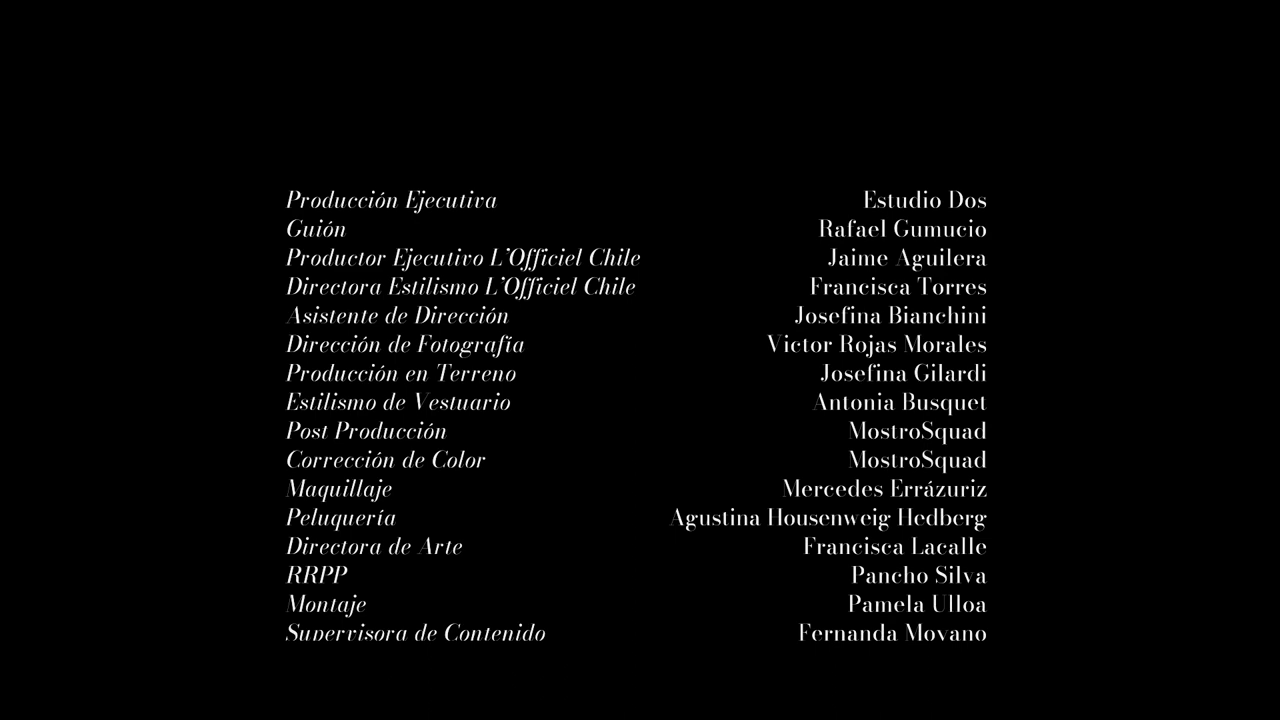 Producción Ejecutiva Estudio Dos
Guión Rafael Gumucio
Productor Ejecutivo L'Officiel Chile Jaime Aguilera
Directora Estilismo L'Officiel Chile Francisca Torres
Asistente de Dirección Josefina Bianchini
Dirección de Fotografía Victor Rojas Morales
Producción en Terreno Josefina Gilardi
Estilismo de Vestuario Antonia Busquet
Post Producción MostroSquad
Corrección de Color MostroSquad
Maquillaje Mercedes Errázuriz
Peluquería Agustina Housenweig Hedberg
Directora de Arte Francisca Lacalle
RRPP Pancho Silva
Montaje Pamela Ulloa
Supervisora de Contenido Fernanda Moyano